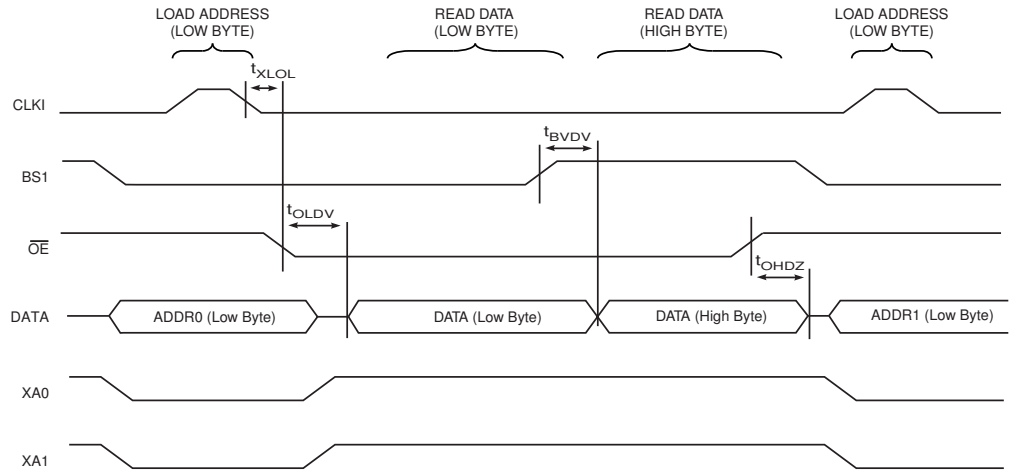 LOAD ADDRESS
(LOW BYTE)
READ DATA
(LOW BYTE)
READ DATA
(HIGH BYTE)
LOAD ADDRESS
(LOW BYTE)
tXLOL
CLKI
tBVDV
BS1
tOLDV
OE
tOHDZ
DATA
ADDR0 (Low Byte)
DATA (Low Byte)
DATA (High Byte)
ADDR1 (Low Byte)
XA0
XA1